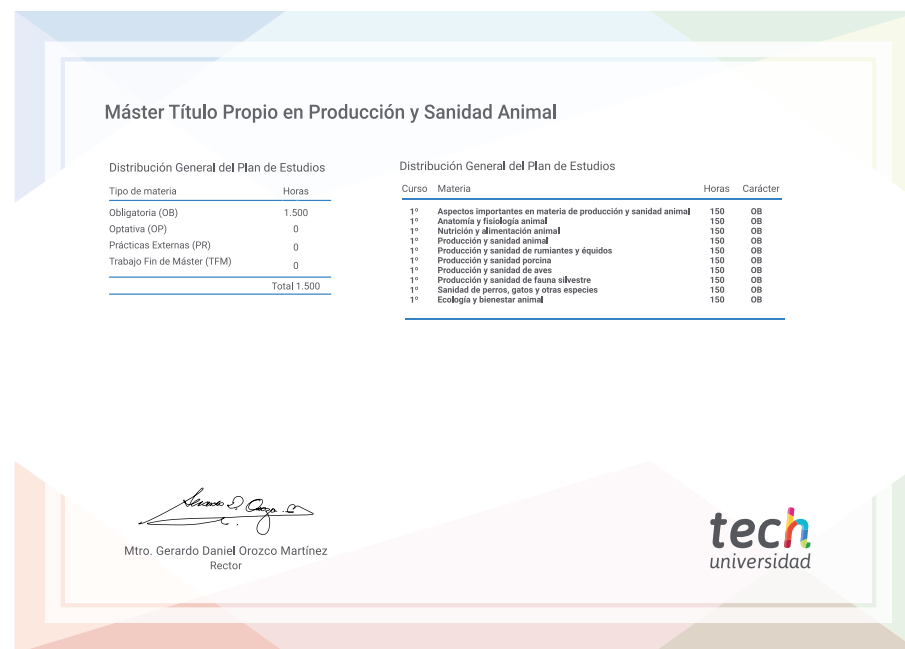 Máster Título Propio en Producción y Sanidad Animal
Distribución General del Plan de Estudios
Tipo de materia Horas
Obligatoria (OB) 1.500
Optativa (OP) 0
Prácticas Externas (PR) 0
Trabajo Fin de Máster (TFM) 0
Total 1.500
Distribución General del Plan de Estudios
Curso Materia Horas Carácter
1º Aspectos importantes en materia de producción y sanidad animal 150 OB
1º Anatomía y fisiología animal 150 OB
1º Nutrición y alimentación animal 150 OB
1º Producción y sanidad animal 150 OB
1º Producción y sanidad de rumiantes y équidos 150 OB
1º Producción y sanidad porcina 150 OB
1º Producción y sanidad de aves 150 OB
1º Producción y sanidad de fauna silvestre 150 OB
1º Sanidad de perros, gatos y otras especies 150 OB
1º Ecología y bienestar animal 150 OB
Mtro. Gerardo Daniel Orozco Martínez
Rector
tech
universidad